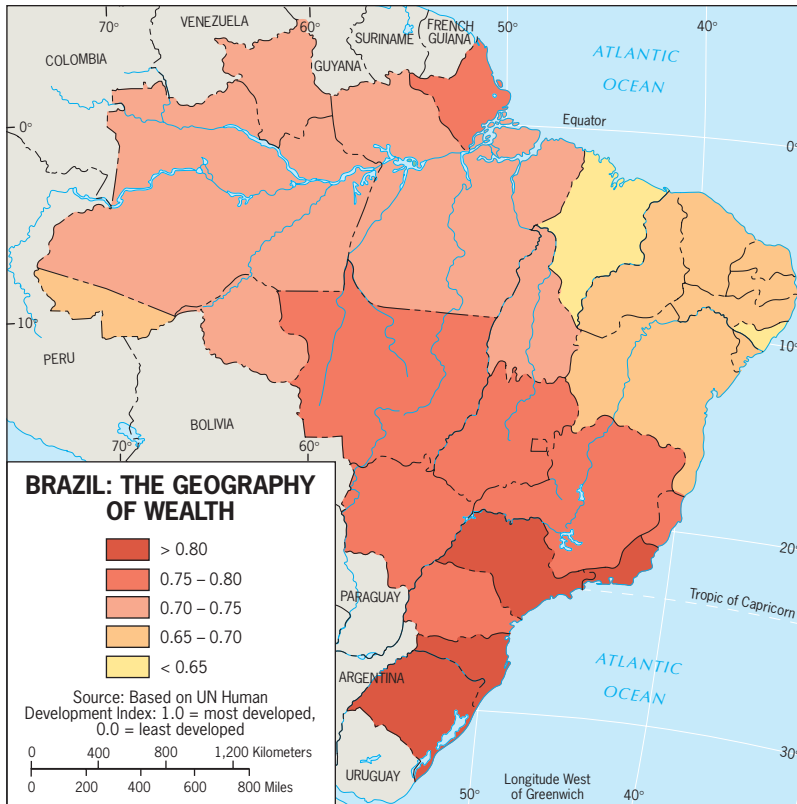 70°
60°
50°
40°
VENEZUELA
COLOMBIA
GUYANA
SURINAME
FRENCH
GUIANA
ATLANTIC
OCEAN
Equator
0°
0°
10°
10°
PERU
BOLIVIA
70°
60°
20°
Tropic of Capricorn
PARAGUAY
ARGENTINA
ATLANTIC
OCEAN
30°
URUGUAY
50°
40°
Longitude West
of Greenwich
BRAZIL: THE GEOGRAPHY
OF WEALTH
> 0.80
0.75 – 0.80
0.70 – 0.75
0.65 – 0.70
< 0.65
Source: Based on UN Human
Development Index: 1.0 = most developed,
0.0 = least developed
0 400 800 1,200 Kilometers
0 200 400 600 800 Miles